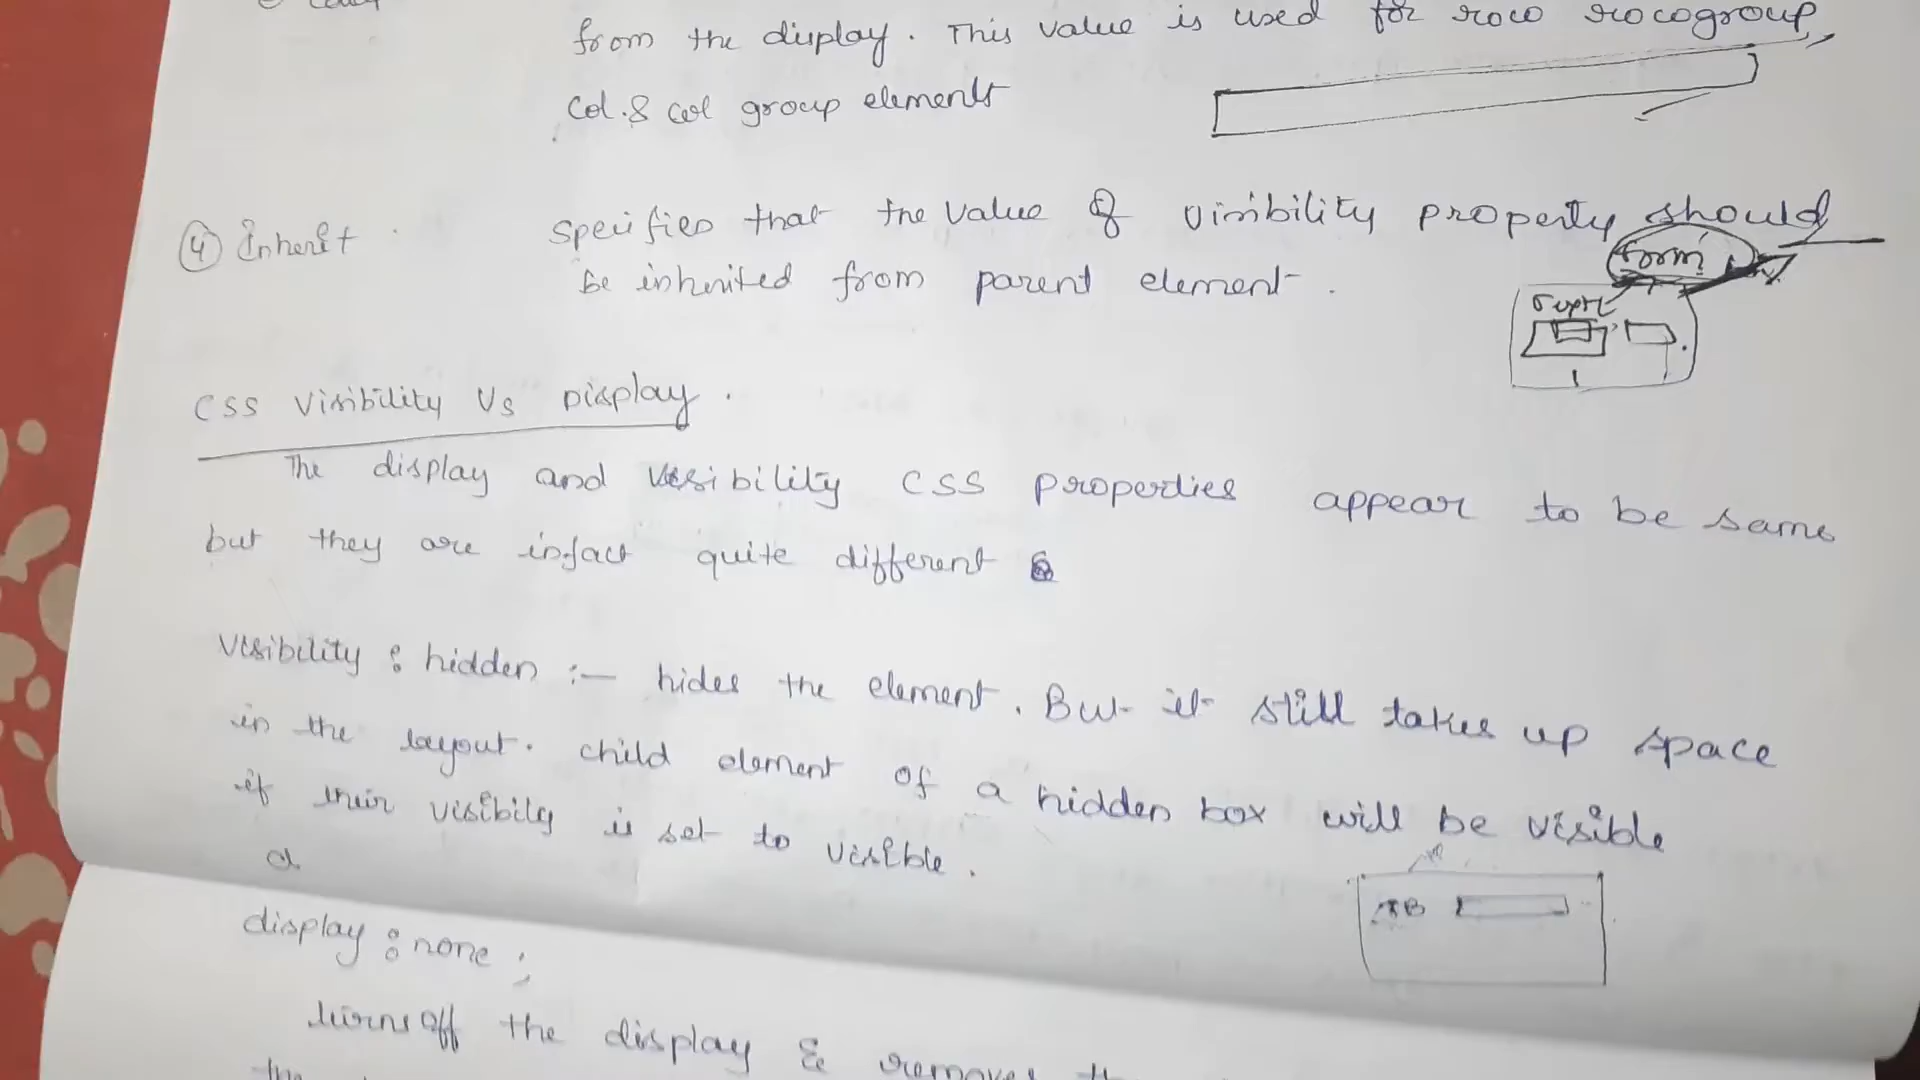 from the display. This value is used for row rowgroup,
col. & col group elements
④ Inherit specifies that the value of visibility property should
be inherited from parent element.
form
CSS Visibility Vs Display.
The display and visibility CSS properties appear to be same
but they are infact quite different
Visibility : hidden :- hides the element. But it still takes up space
in the layout. child element of a hidden box will be visible
if their visibily is set to visible.
d
display : none ;
turns off the display & removes
the